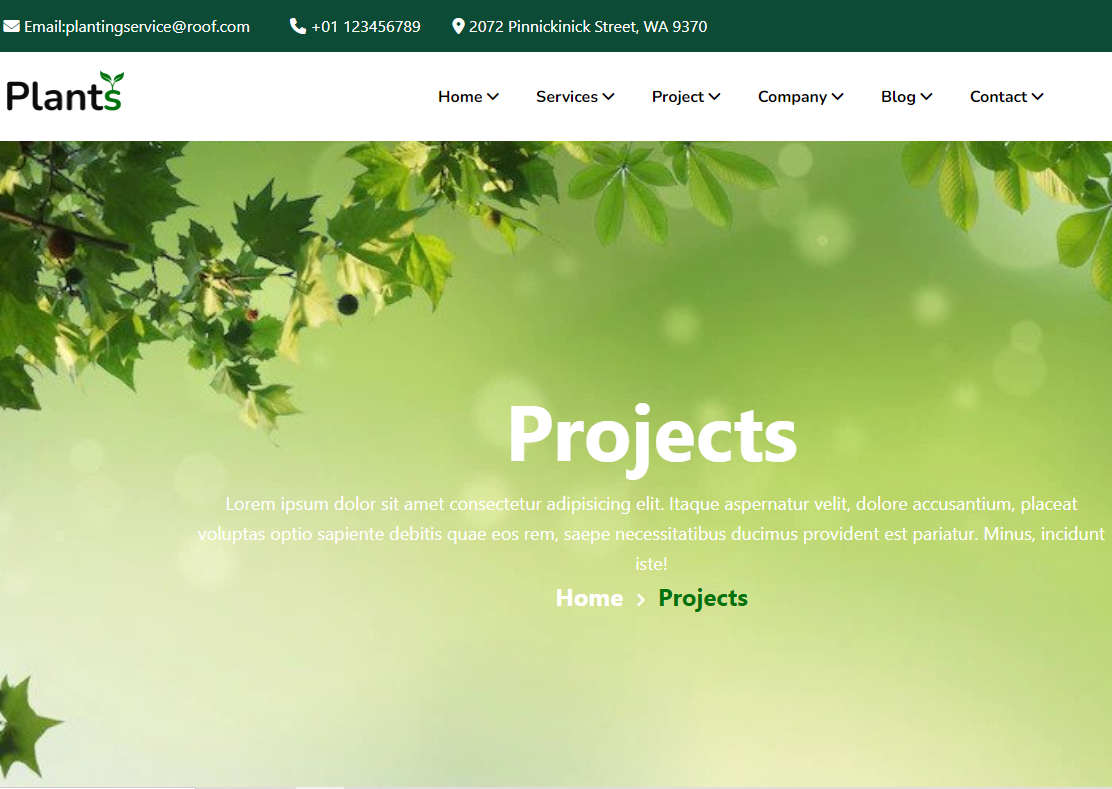 Email:plantingservice@roof.com +01 123456789 2072 Pinnickinick Street, WA 9370
Plants
Home Services Project Company Blog Contact
Projects
Lorem ipsum dolor sit amet consectetur adipisicing elit. Itaque aspernatur velit, dolore accusantium, placeat
voluptas optio sapiente debitis quae eos rem, saepe necessitatibus ducimus provident est pariatur. Minus, incidunt
iste!
Home > Projects